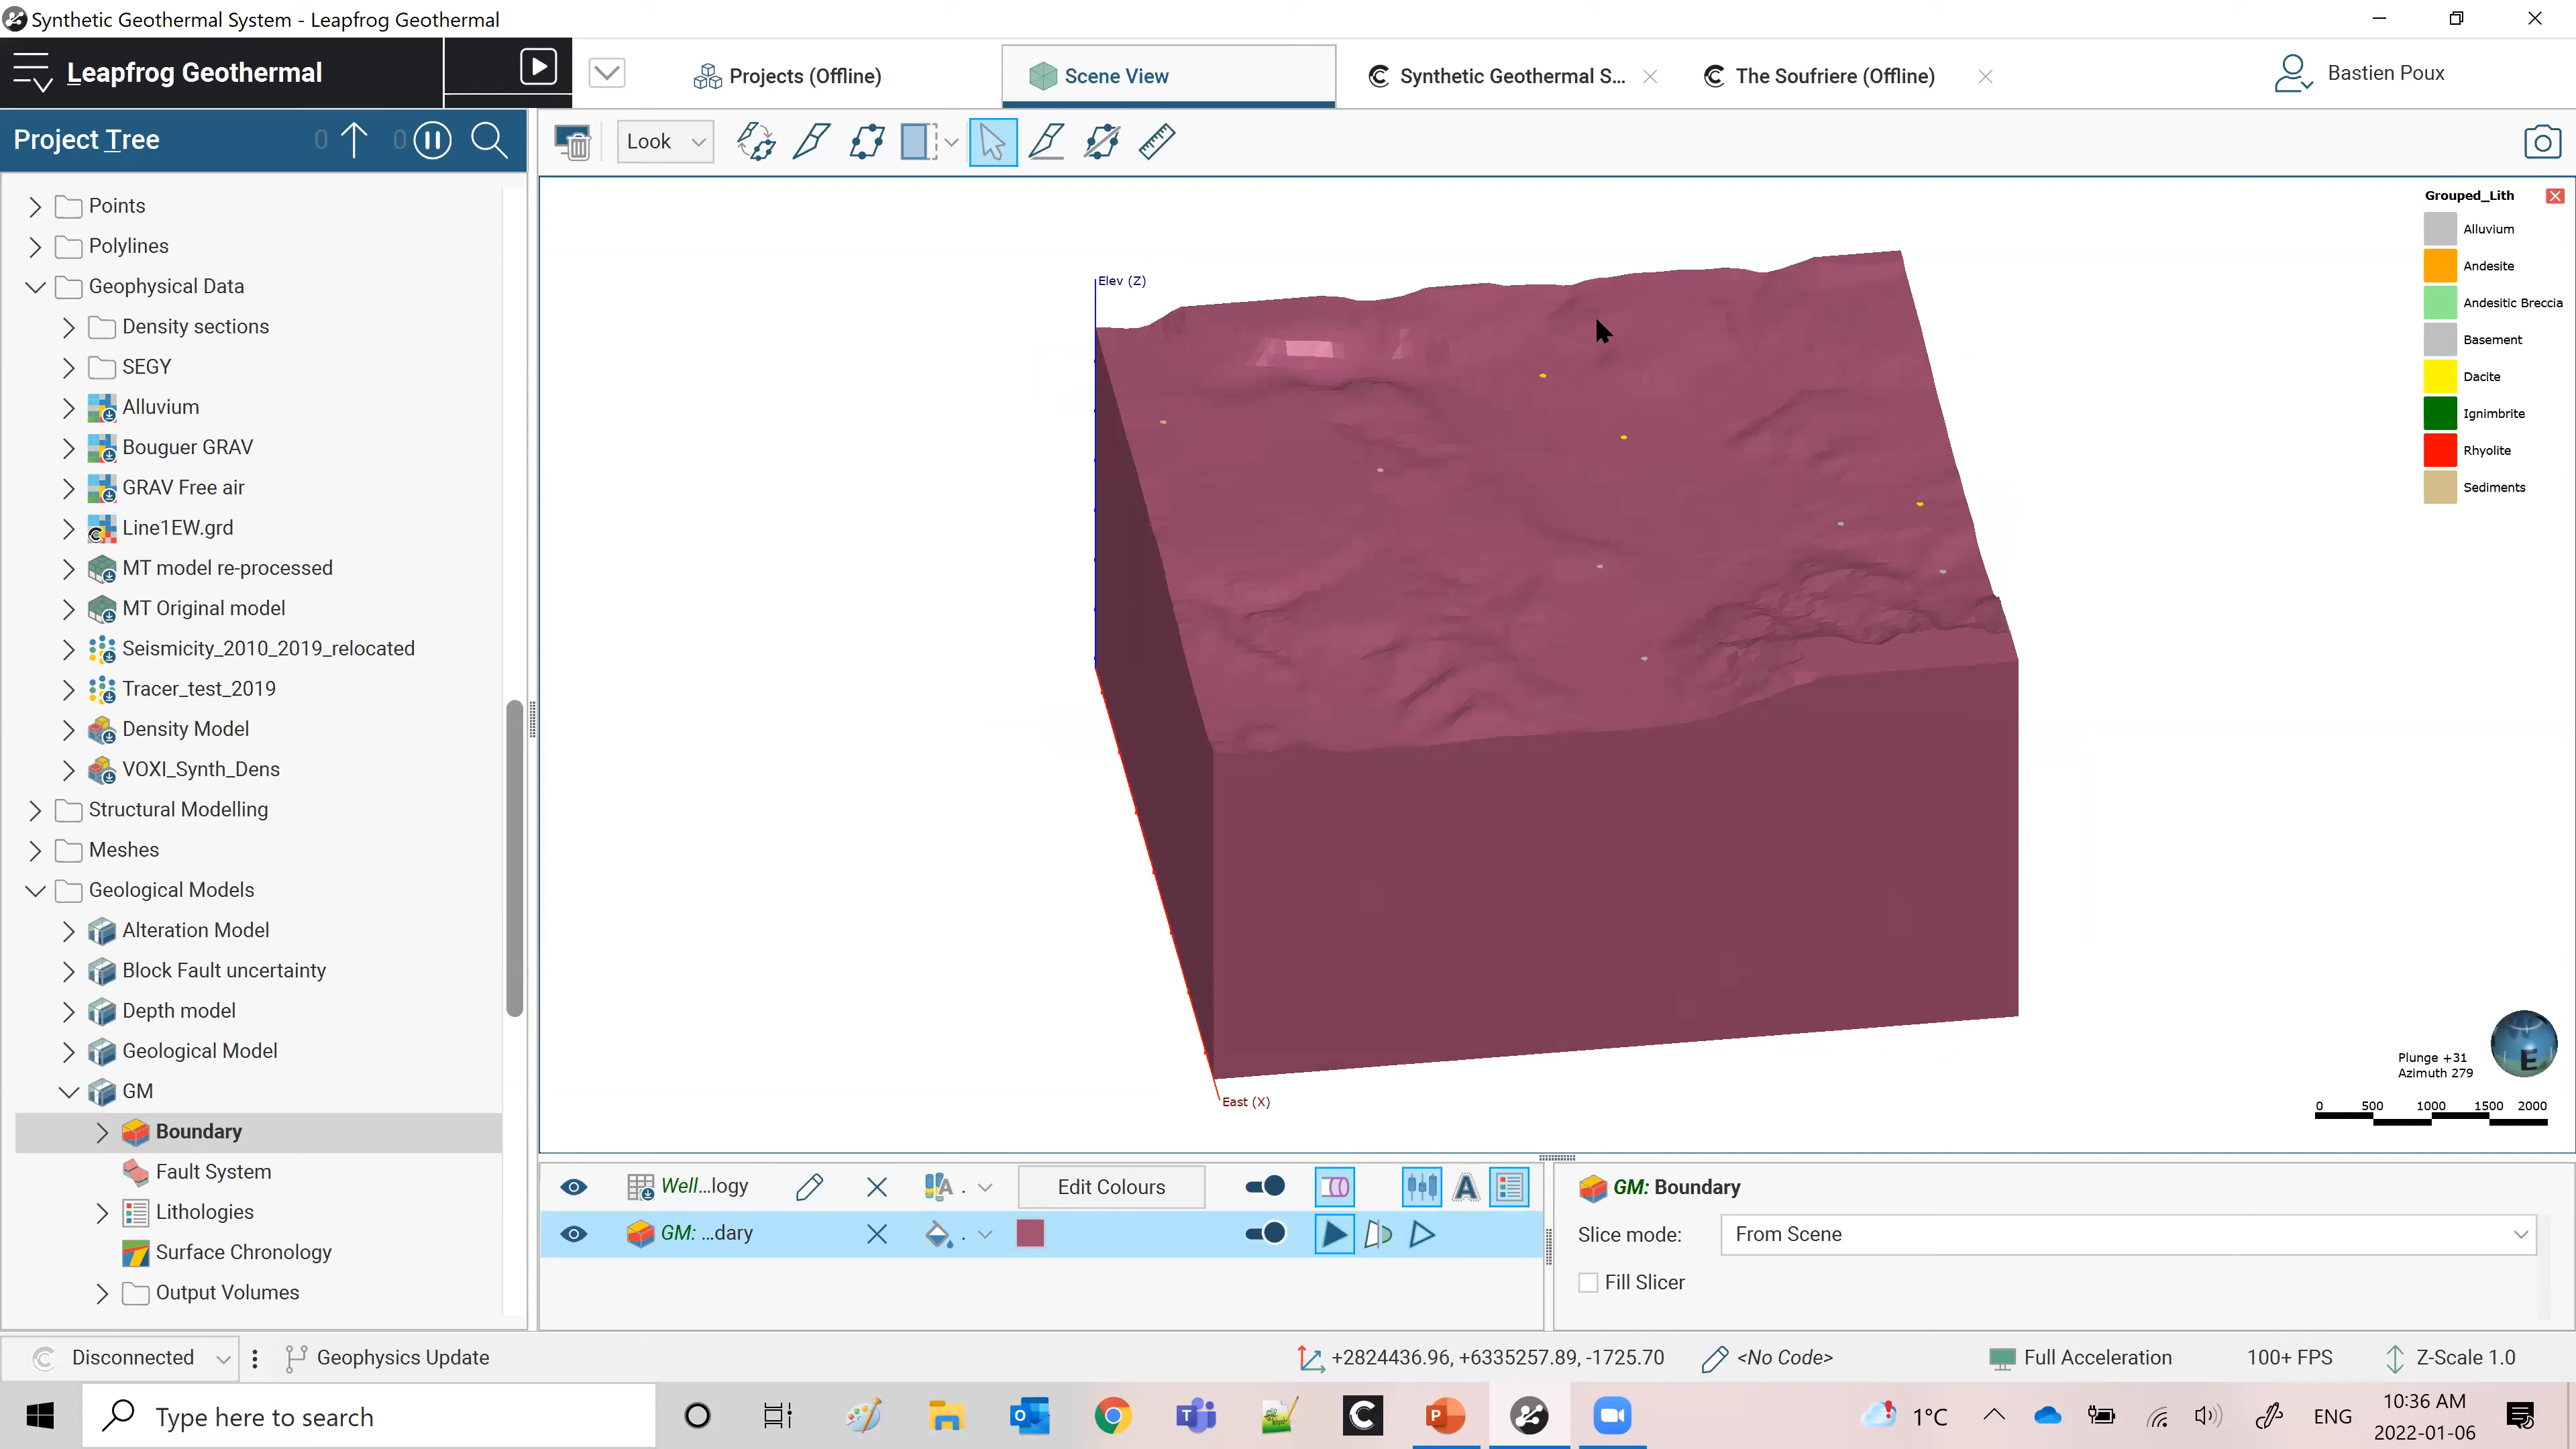 Synthetic Geothermal System - Leapfrog Geothermal
Leapfrog Geothermal
Projects (Offline)
Scene View
Synthetic Geothermal S...
The Soufriere (Offline)
Bastien Poux
Project Tree
0
0
Look
Points
Polylines
Geophysical Data
Density sections
SEGY
Alluvium
Bouguer GRAV
GRAV Free air
Line1EW.grd
MT model re-processed
MT Original model
Seismicity_2010_2019_relocated
Tracer_test_2019
Density Model
VOXI_Synth_Dens
Structural Modelling
Meshes
Geological Models
Alteration Model
Block Fault uncertainty
Depth model
Geological Model
GM
Boundary
Fault System
Lithologies
Surface Chronology
Output Volumes
Elev (Z)
East (X)
Grouped_Lith
Alluvium
Andesite
Andesitic Breccia
Basement
Dacite
Ignimbrite
Rhyolite
Sediments
Plunge +31
Azimuth 279
E
0 500 1000 1500 2000
Well...logy
Edit Colours
GM: ...dary
GM: Boundary
Slice mode:
From Scene
Fill Slicer
Disconnected
Geophysics Update
+2824436.96, +6335257.89, -1725.70
<No Code>
Full Acceleration
100+ FPS
Z-Scale 1.0
Type here to search
1°C
ENG
10:36 AM
2022-01-06